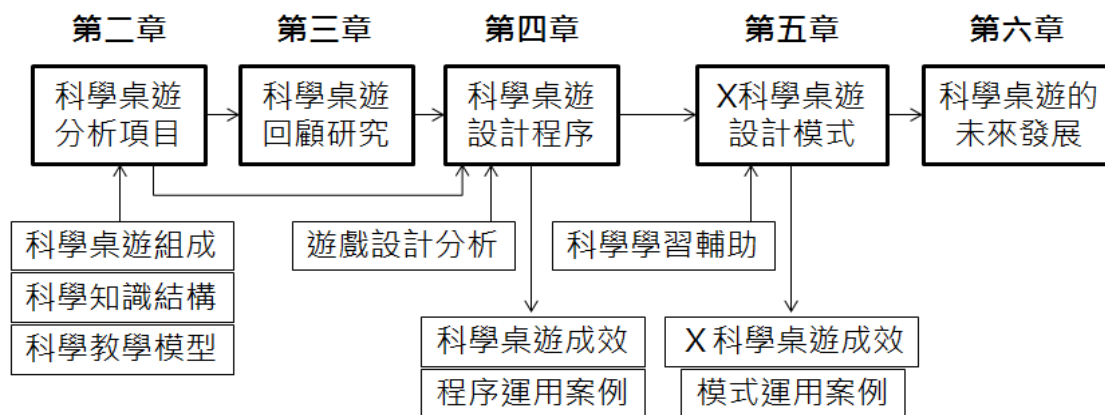 第二章 第三章 第四章 第五章 第六章
科學桌遊
分析項目
科學桌遊
回顧研究
科學桌遊
設計程序
X科學桌遊
設計模式
科學桌遊的
未來發展
科學桌遊組成
科學知識結構
科學教學模型
遊戲設計分析
科學學習輔助
科學桌遊成效
程序運用案例
X科學桌遊成效
模式運用案例